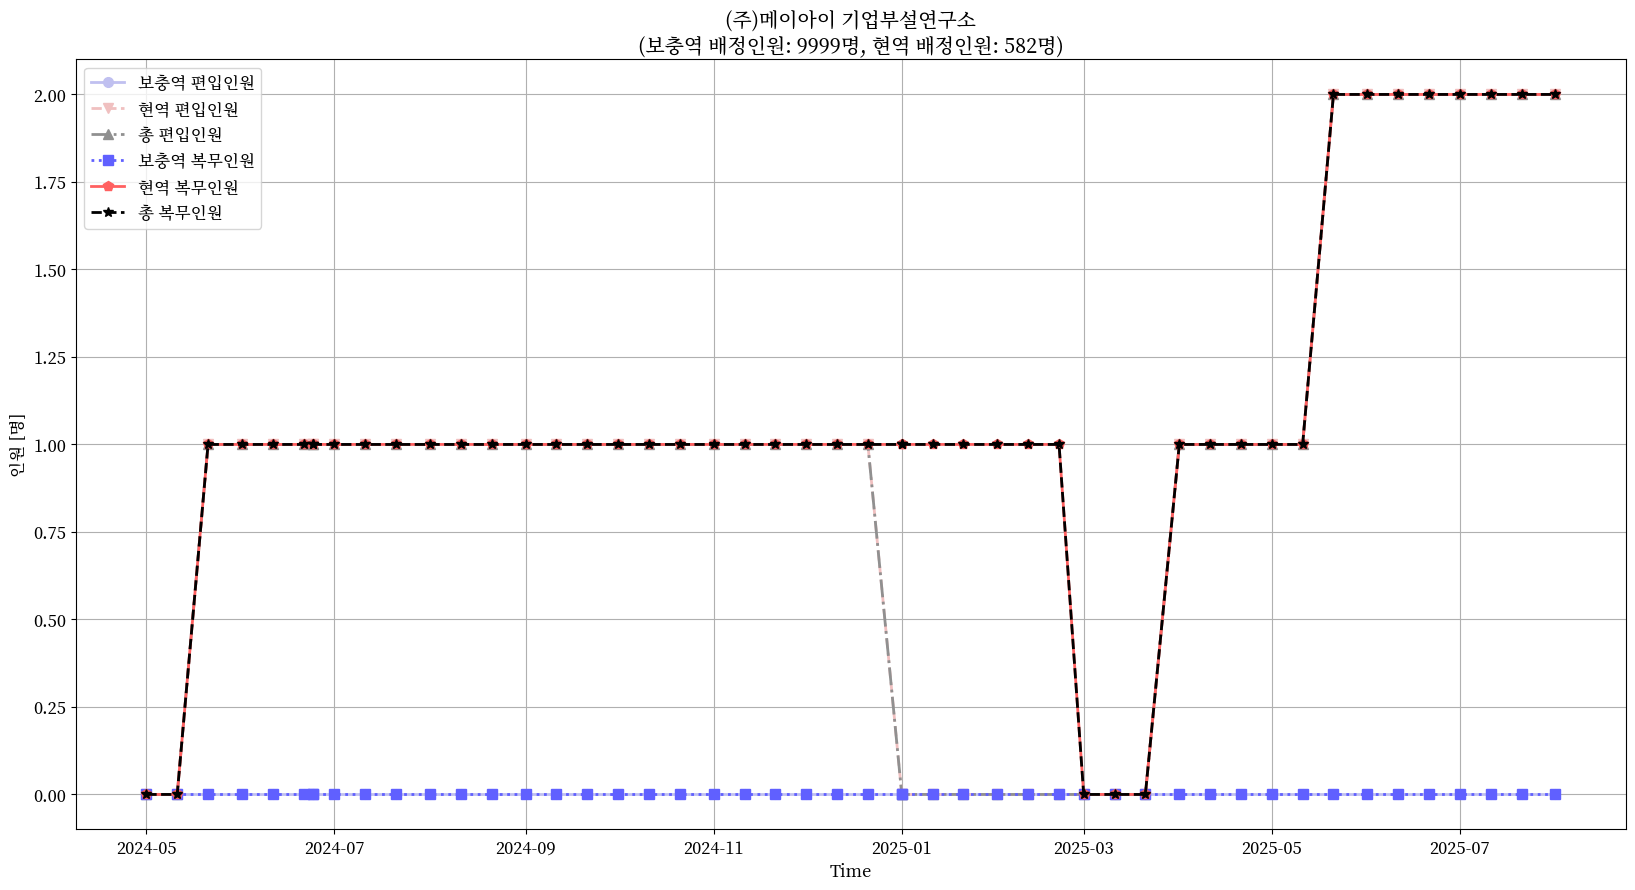 (주)메이아이 기업부설연구소
(보충역 배정인원: 9999명, 현역 배정인원: 582명)
보충역 편입인원
현역 편입인원
총 편입인원
보충역 복무인원
현역 복무인원
총 복무인원
2.00
1.75
1.50
1.25
1.00
0.75
0.50
0.25
0.00
인원 [명]
2024-05 2024-07 2024-09 2024-11 2025-01 2025-03 2025-05 2025-07
Time